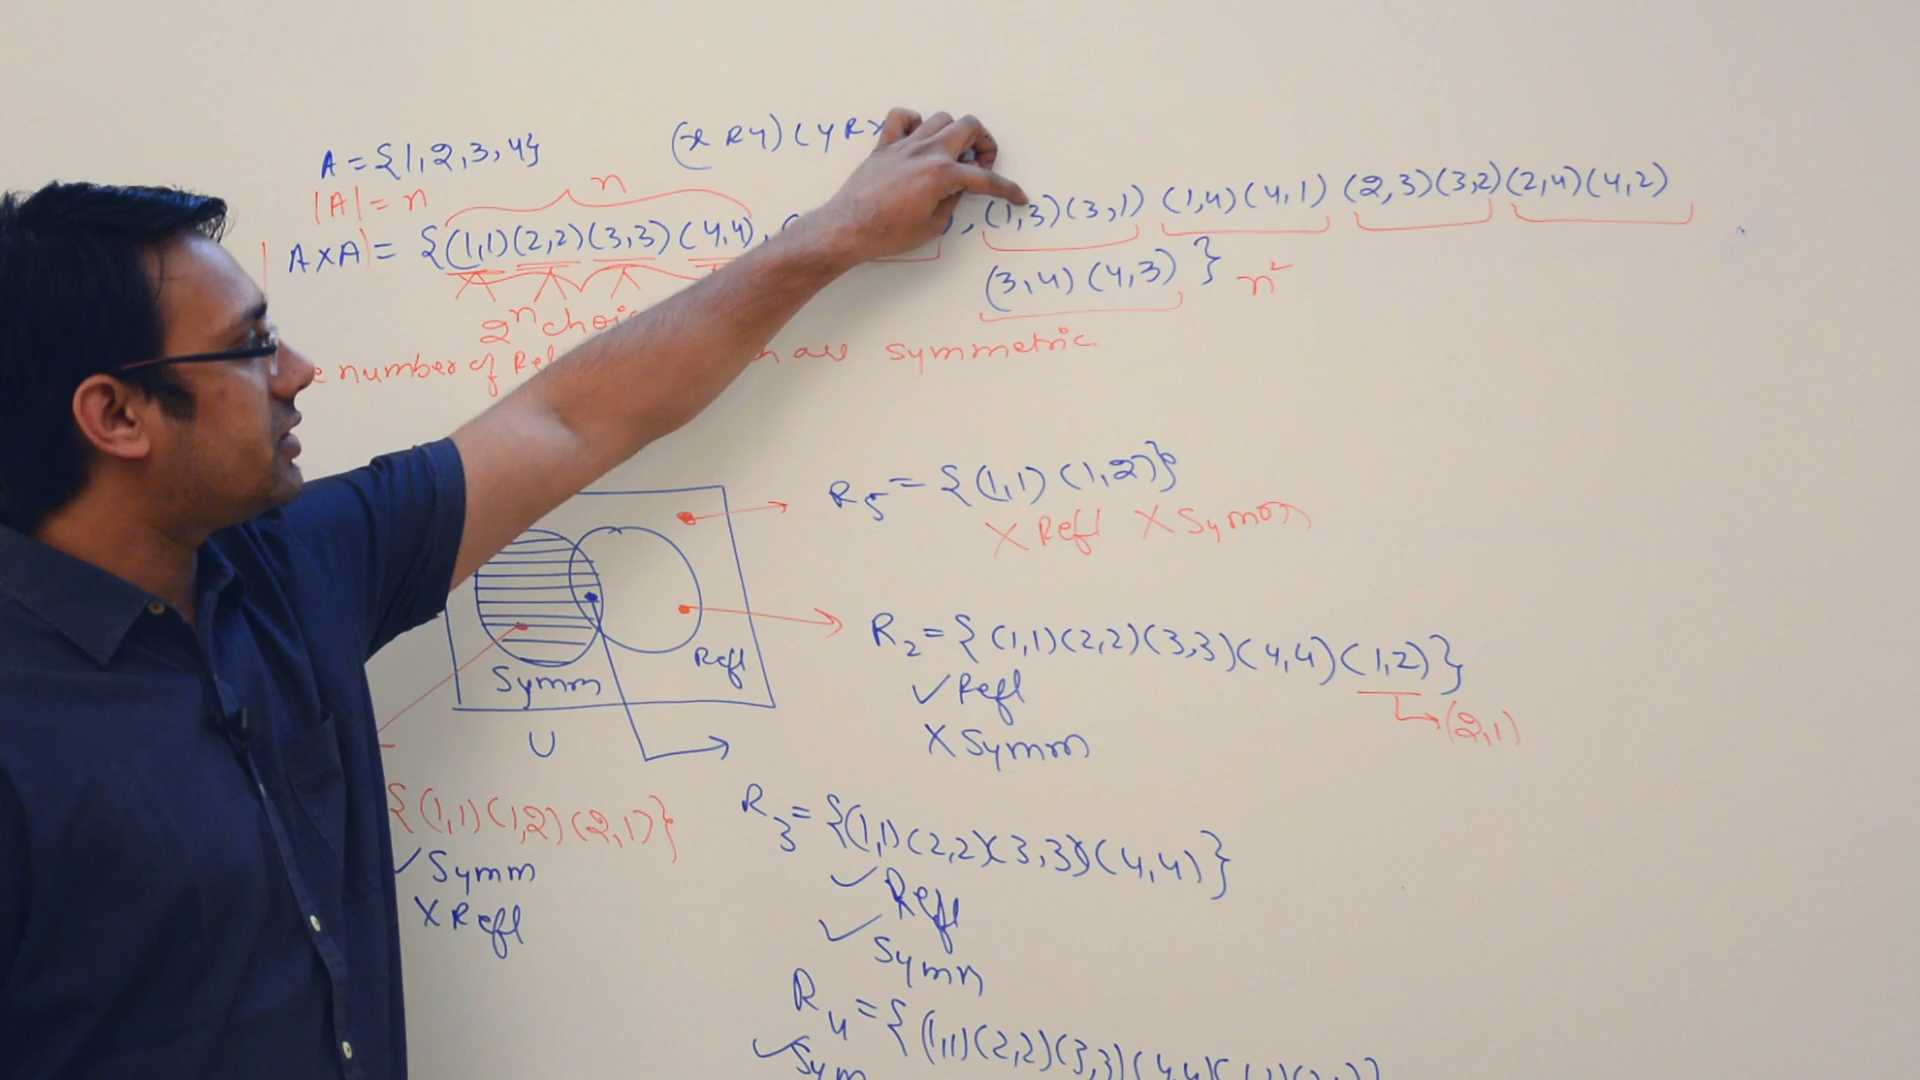 A = {1,2,3,4}
(x R y) (y R x
|A| = n
n
|A×A| = {(1,1)(2,2)(3,3)(4,4), , (1,3)(3,1) (1,4)(4,1) (2,3)(3,2)(2,4)(4,2)
(3,4)(4,3) } n²
2ⁿ
number of are symmetric
R5 = {(1,1)(1,2)}
X Refl X Symm
R2 = {(1,1)(2,2)(3,3)(4,4)(1,2)}
✓ Refl
→(2,1)
X Symm
Symm
Refl
U
{(1,1)(1,2)(2,1)}
✓ Symm
X Refl
R3 = {(1,1)(2,2)(3,3)(4,4)}
✓ Refl
✓ Symm
R4 = {(1,1)(2,2)(3,3)(4,4)
✓ Sym